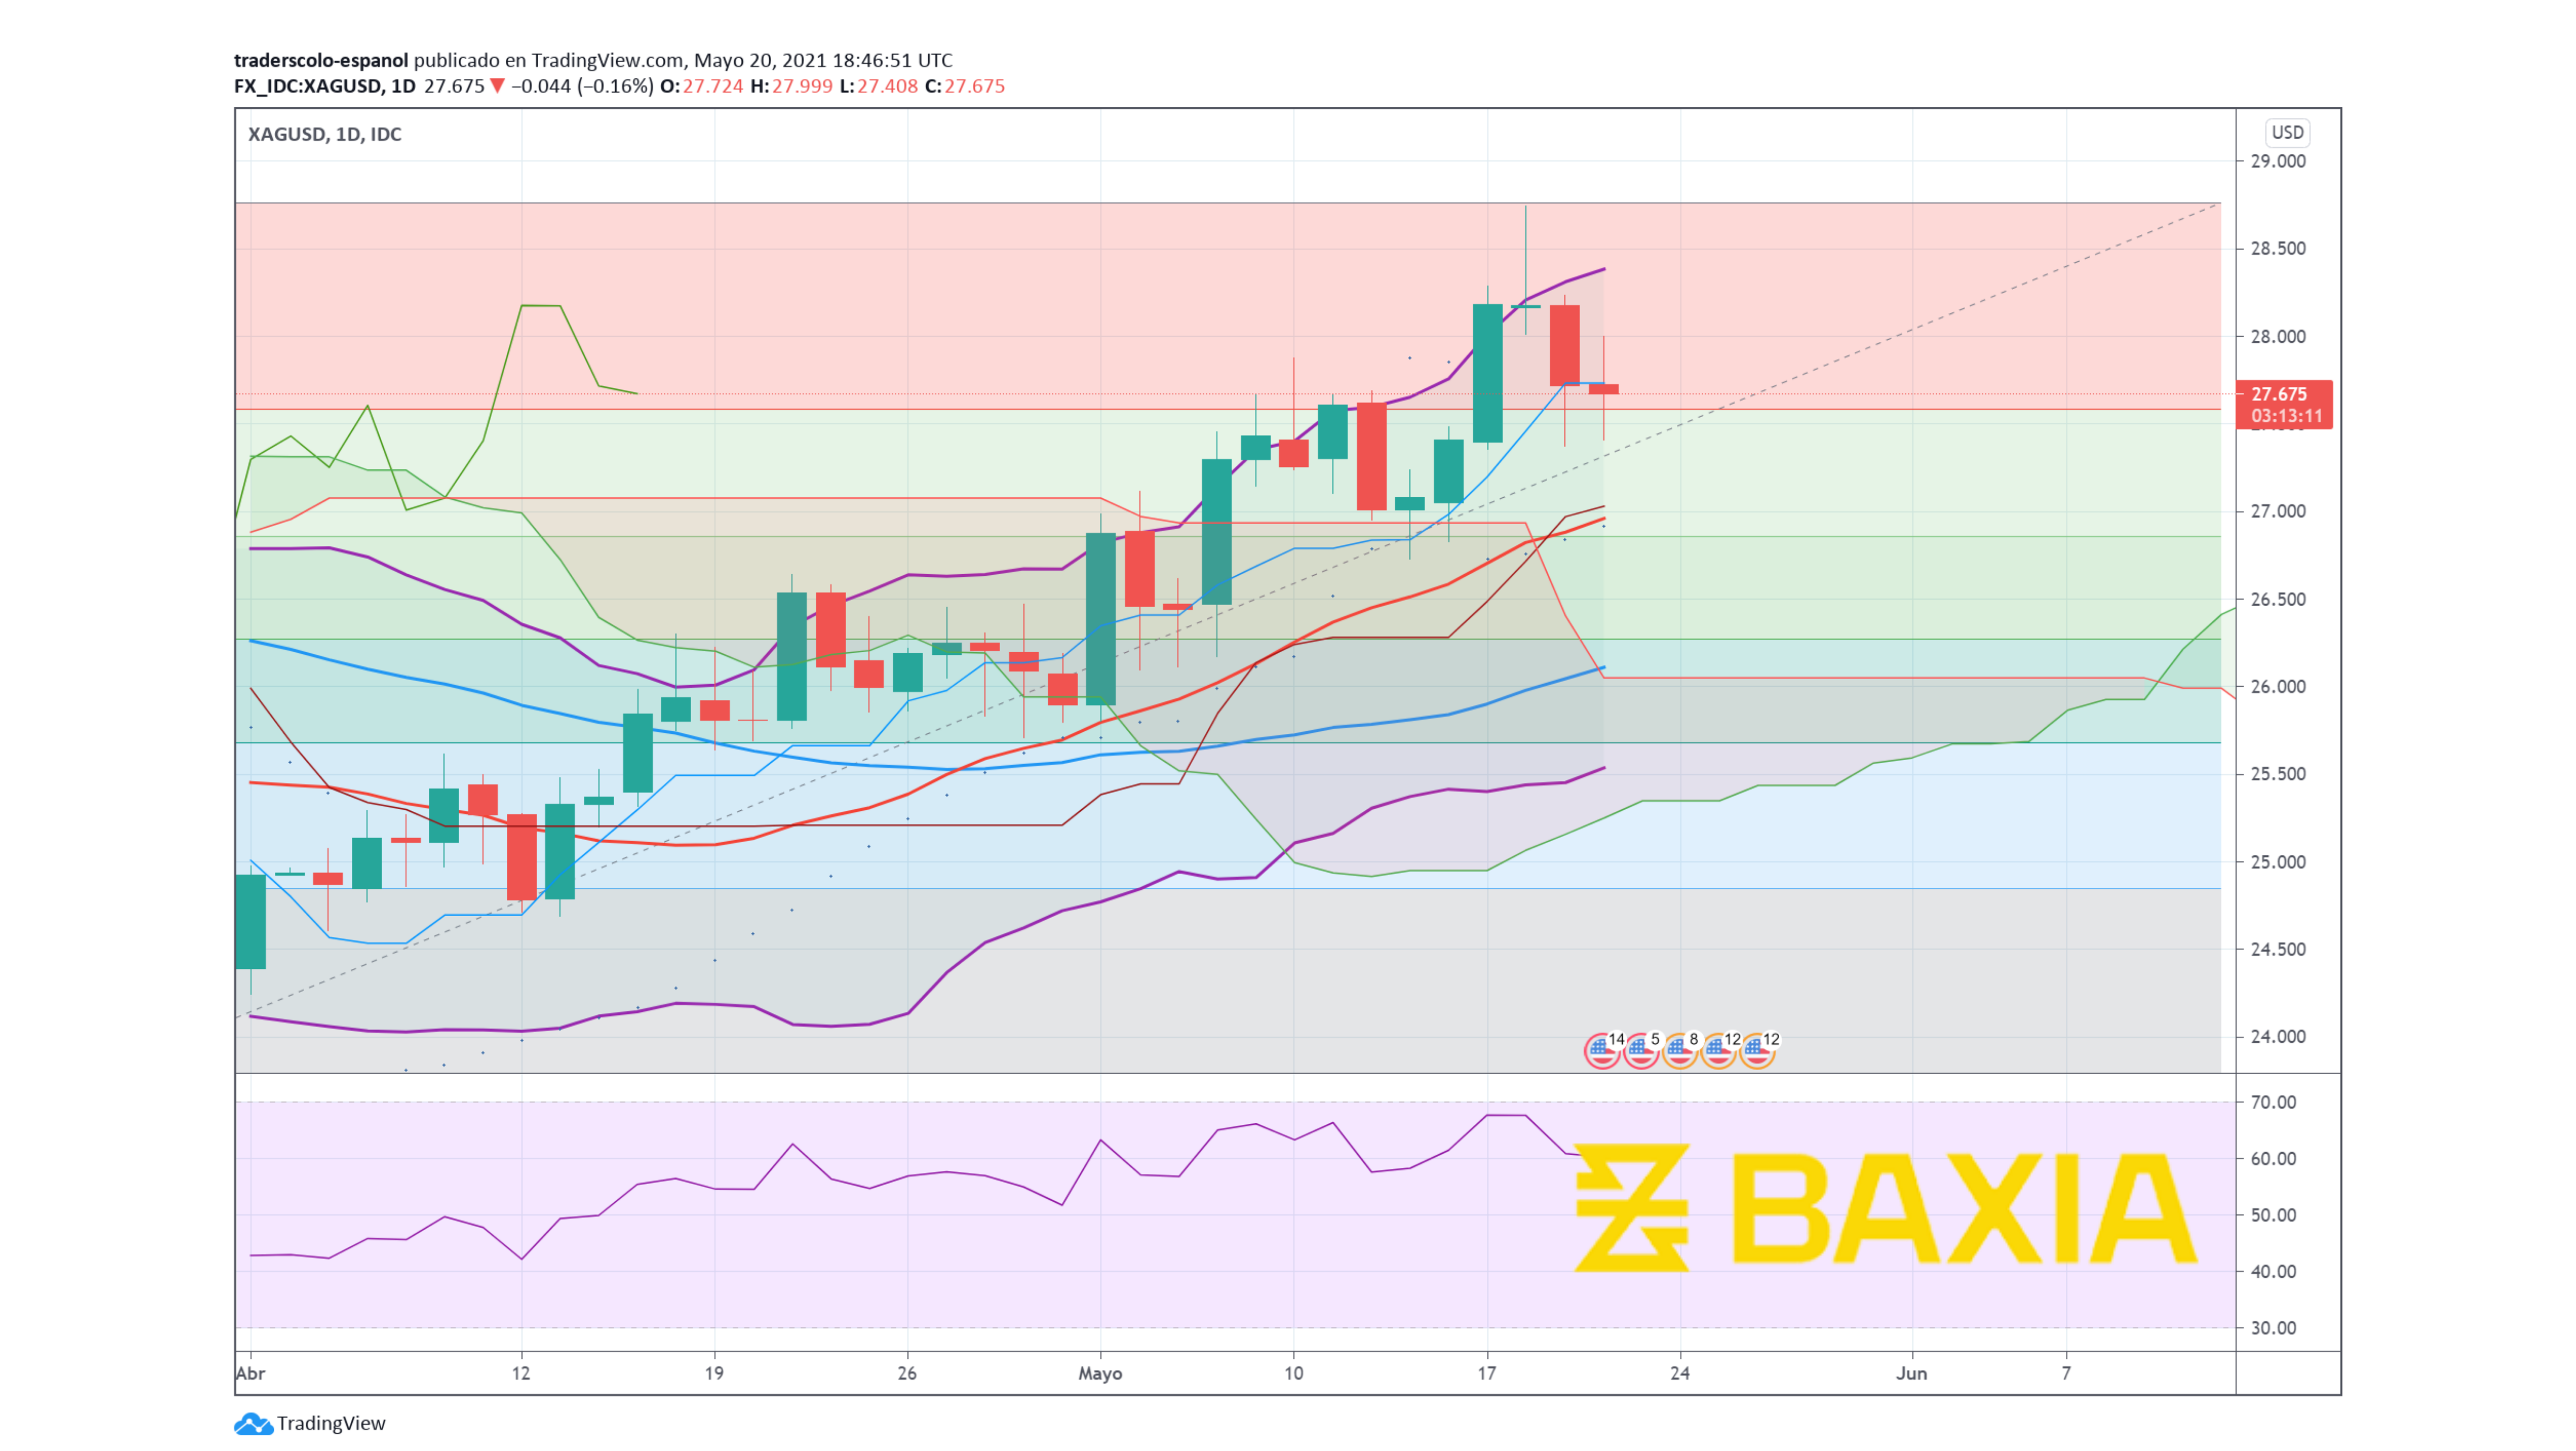 traderscolo-espanol publicado en TradingView.com, Mayo 20, 2021 18:46:51 UTC
FX_IDC:XAGUSD, 1D 27.675 ▼ −0.044 (−0.16%) O:27.724 H:27.999 L:27.408 C:27.675
XAGUSD, 1D, IDC
USD
29.000
28.500
28.000
27.675
03:13:11
27.000
26.500
26.000
25.500
25.000
24.500
24.000
14 5 8 12 12
70.00
60.00
50.00
40.00
30.00
BAXIA
Abr 12 19 26 Mayo 10 17 24 Jun 7
TradingView